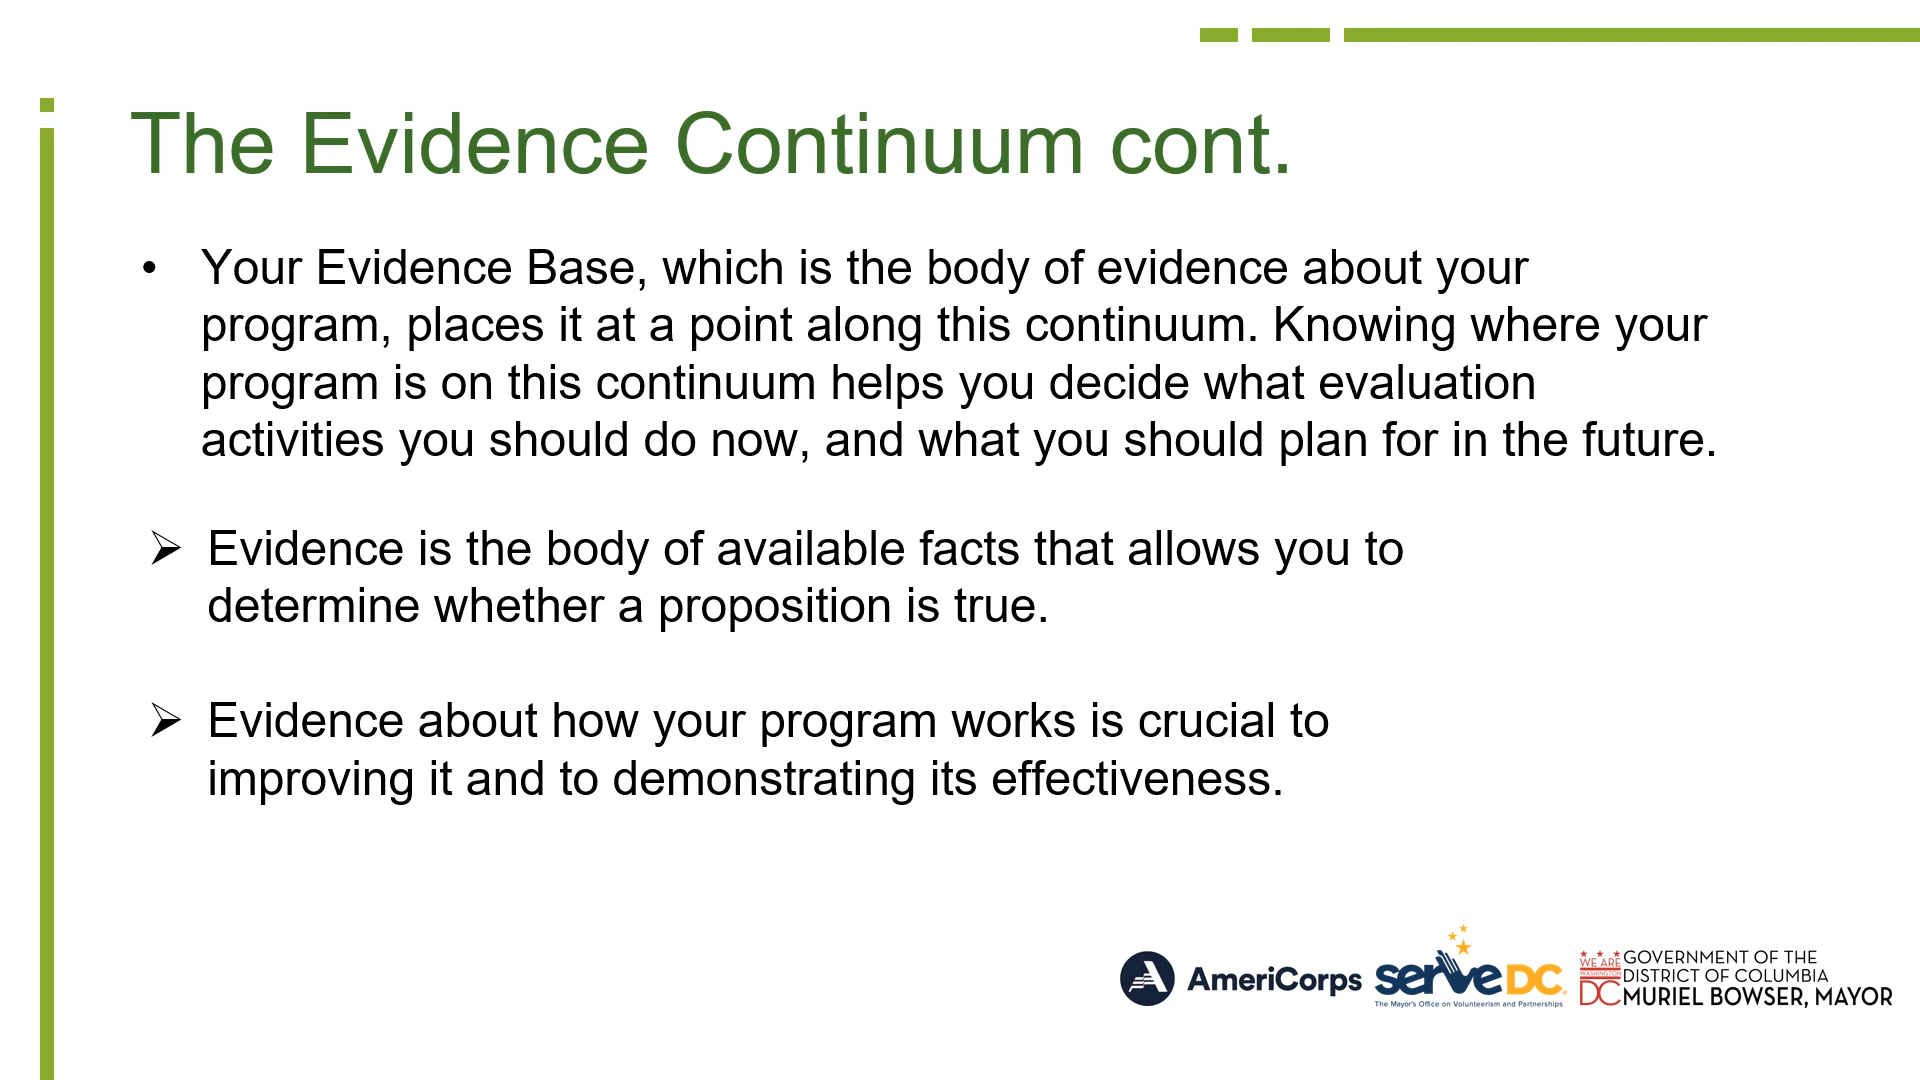 The Evidence Continuum cont.
• Your Evidence Base, which is the body of evidence about your
program, places it at a point along this continuum. Knowing where your
program is on this continuum helps you decide what evaluation
activities you should do now, and what you should plan for in the future.
➢ Evidence is the body of available facts that allows you to
determine whether a proposition is true.
➢ Evidence about how your program works is crucial to
improving it and to demonstrating its effectiveness.
AmeriCorps
serve DC
The Mayor's Office on Volunteerism and Partnerships
WE ARE
WASHINGTON
DC
GOVERNMENT OF THE
DISTRICT OF COLUMBIA
MURIEL BOWSER, MAYOR